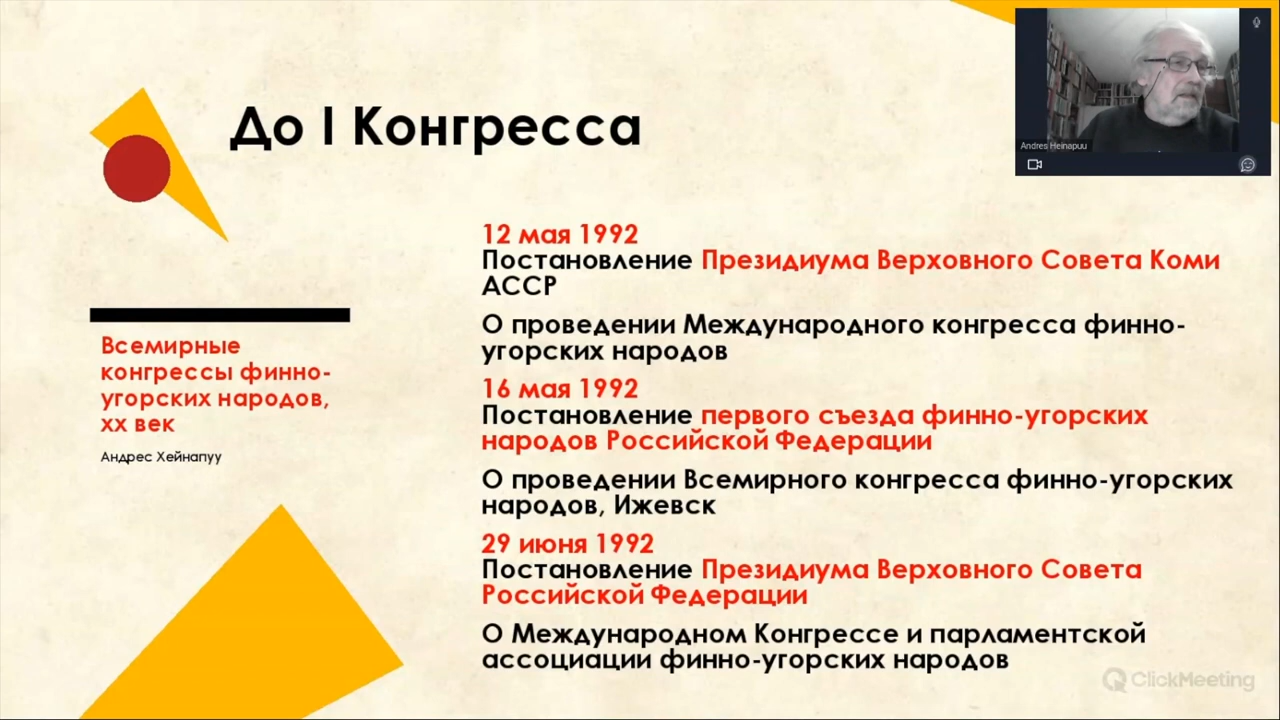 До I Конгресса
Andres Heinapuu
12 мая 1992
Постановление Президиума Верховного Совета Коми
АССР
О проведении Международного конгресса финно-
угорских народов
16 мая 1992
Постановление первого съезда финно-угорских
народов Российской Федерации
О проведении Всемирного конгресса финно-угорских
народов, Ижевск
29 июня 1992
Постановление Президиума Верховного Совета
Российской Федерации
О Международном Конгрессе и парламентской
ассоциации финно-угорских народов
Всемирные
конгрессы финно-
угорских народов,
xx век
Андрес Хейнапуу
ClickMeeting